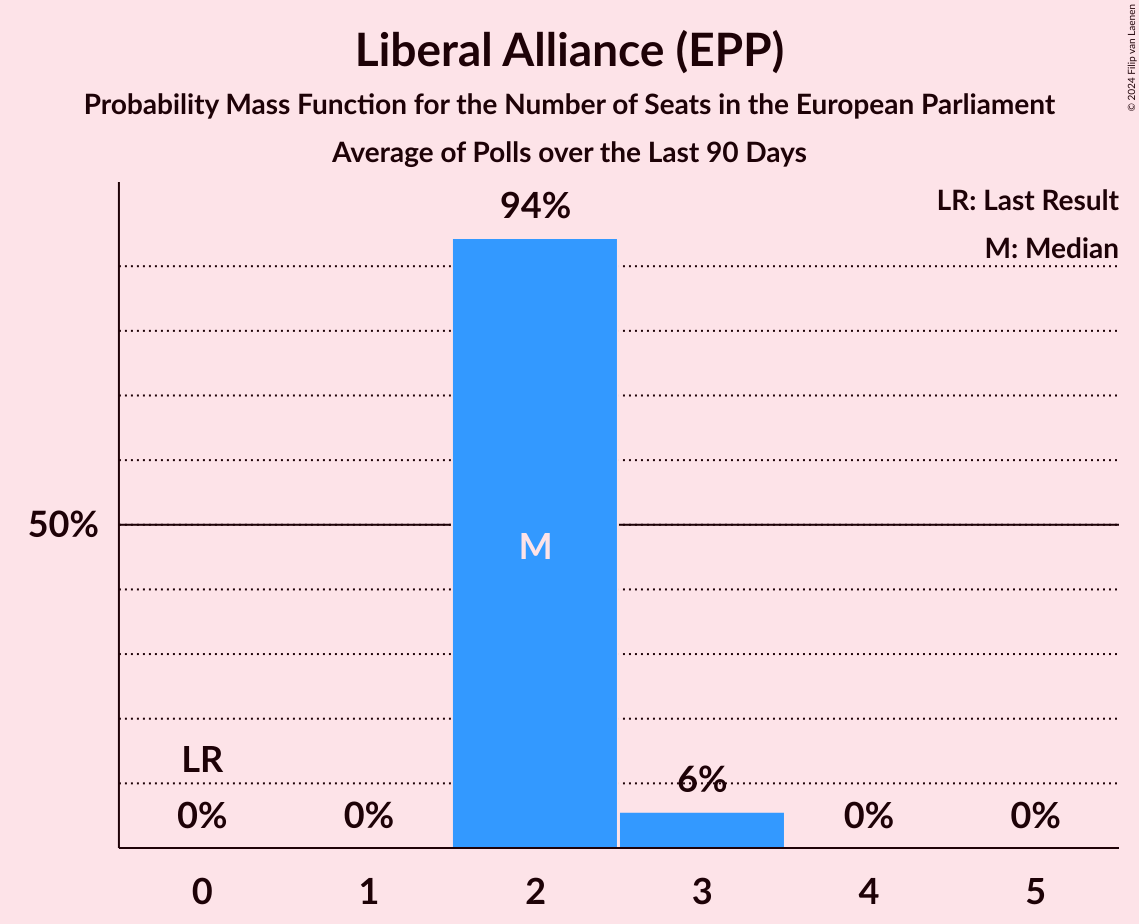 Liberal Alliance (EPP)
Probability Mass Function for the Number of Seats in the European Parliament
Average of Polls over the Last 90 Days
© 2024 Filip van Laenen
LR: Last Result
M: Median
94%
50%
M
LR
6%
0%
0%
0%
0%
0
1
2
3
4
5